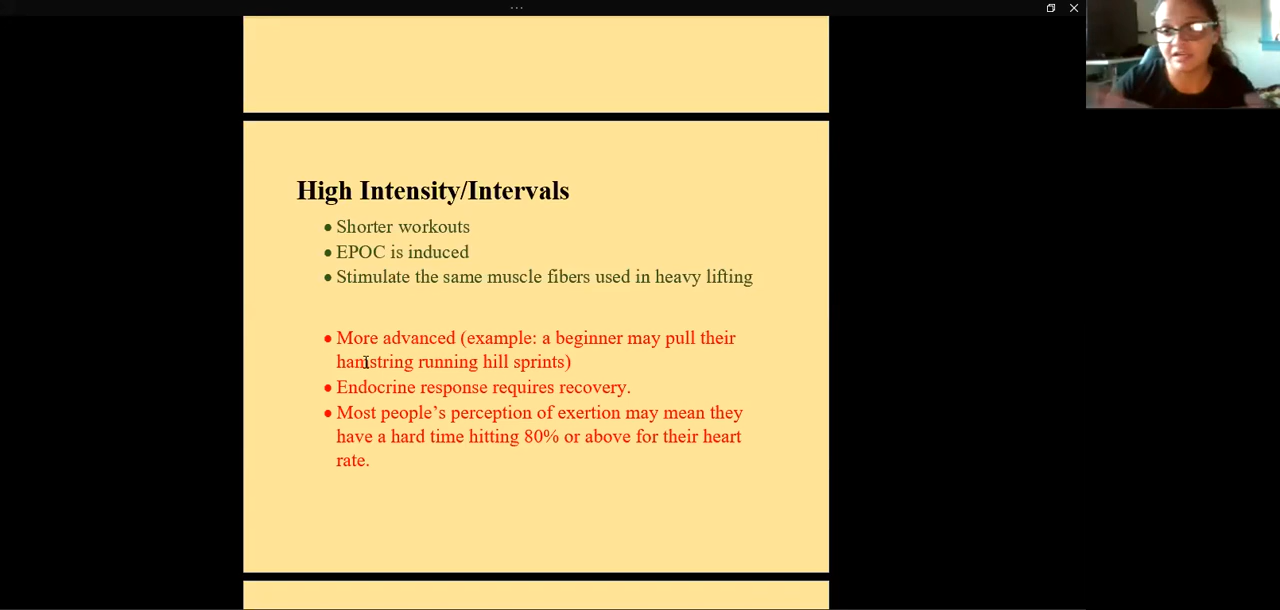 High Intensity/Intervals
• Shorter workouts
• EPOC is induced
• Stimulate the same muscle fibers used in heavy lifting
• More advanced (example: a beginner may pull their
hamstring running hill sprints)
• Endocrine response requires recovery.
• Most people’s perception of exertion may mean they
have a hard time hitting 80% or above for their heart
rate.